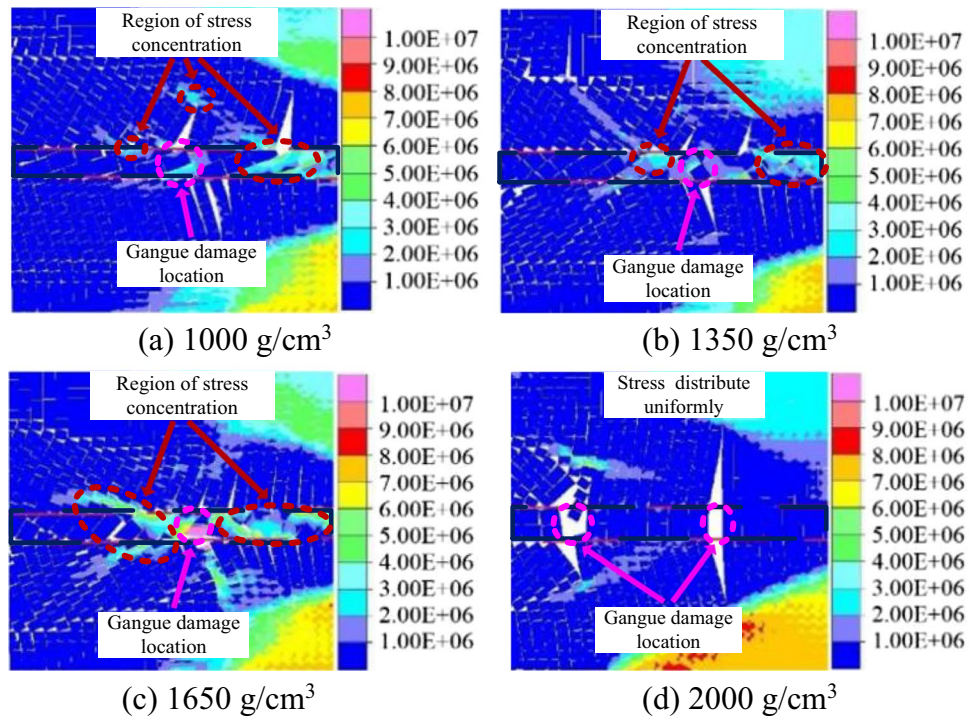 Region of stress
concentration
1.00E+07
9.00E+06
8.00E+06
7.00E+06
6.00E+06
5.00E+06
4.00E+06
3.00E+06
2.00E+06
1.00E+06
Gangue damage
location
(a) 1000 g/cm³
Region of stress
concentration
1.00E+07
9.00E+06
8.00E+06
7.00E+06
6.00E+06
5.00E+06
4.00E+06
3.00E+06
2.00E+06
1.00E+06
Gangue damage
location
(b) 1350 g/cm³
Region of stress
concentration
1.00E+07
9.00E+06
8.00E+06
7.00E+06
6.00E+06
5.00E+06
4.00E+06
3.00E+06
2.00E+06
1.00E+06
Gangue damage
location
(c) 1650 g/cm³
Stress distribute
uniformly
1.00E+07
9.00E+06
8.00E+06
7.00E+06
6.00E+06
5.00E+06
4.00E+06
3.00E+06
2.00E+06
1.00E+06
Gangue damage
location
(d) 2000 g/cm³